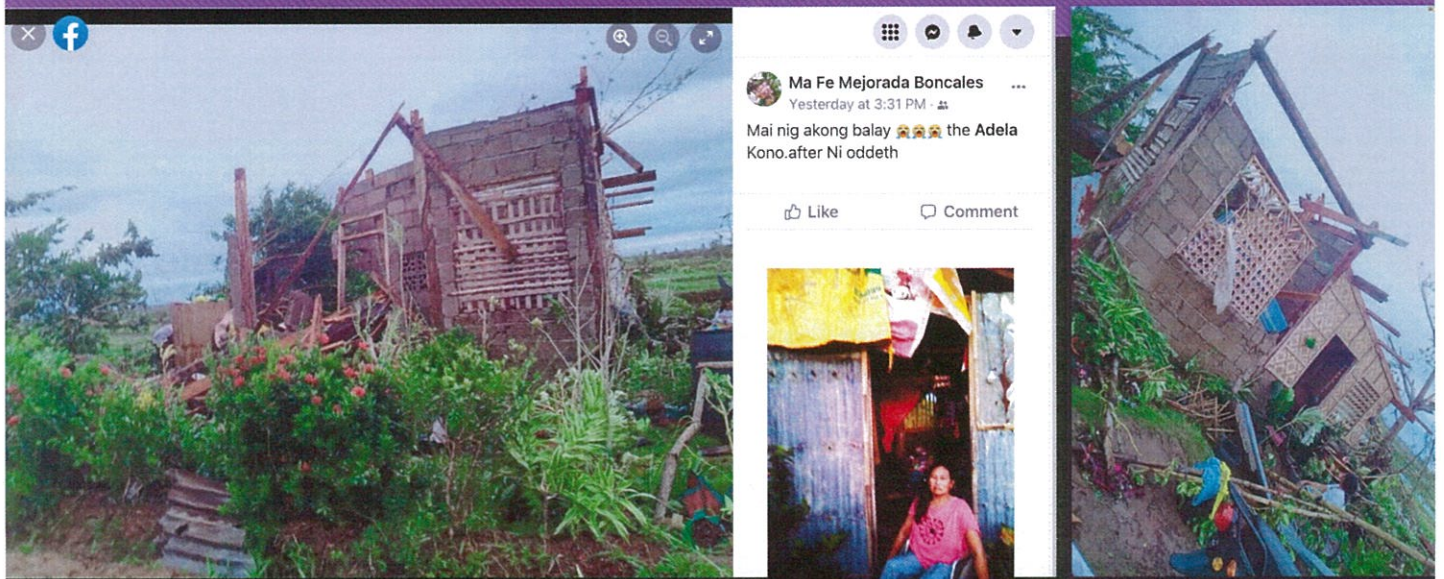 Ma Fe Mejorada Boncales
Yesterday at 3:31 PM ·
Mai nig akong balay 😭😭😭 the Adela
Kono.after Ni oddeth
Like
Comment